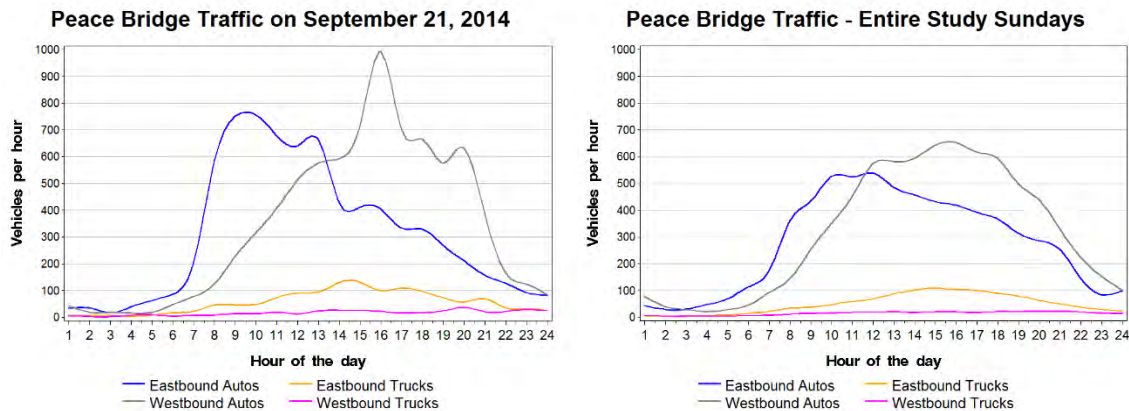 Peace Bridge Traffic on September 21, 2014
1000
900
800
700
600
500
400
300
200
100
0
Vehicles per hour
1 2 3 4 5 6 7 8 9 10 11 12 13 14 15 16 17 18 19 20 21 22 23 24
Hour of the day
Eastbound Autos Eastbound Trucks
Westbound Autos Westbound Trucks
Peace Bridge Traffic - Entire Study Sundays
1000
900
800
700
600
500
400
300
200
100
0
Vehicles per hour
1 2 3 4 5 6 7 8 9 10 11 12 13 14 15 16 17 18 19 20 21 22 23 24
Hour of the day
Eastbound Autos Eastbound Trucks
Westbound Autos Westbound Trucks